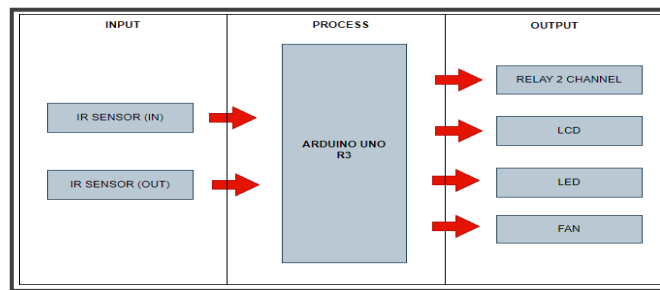 INPUT
PROCESS
OUTPUT
IR SENSOR (IN)
IR SENSOR (OUT)
ARDUINO UNO
R3
RELAY 2 CHANNEL
LCD
LED
FAN